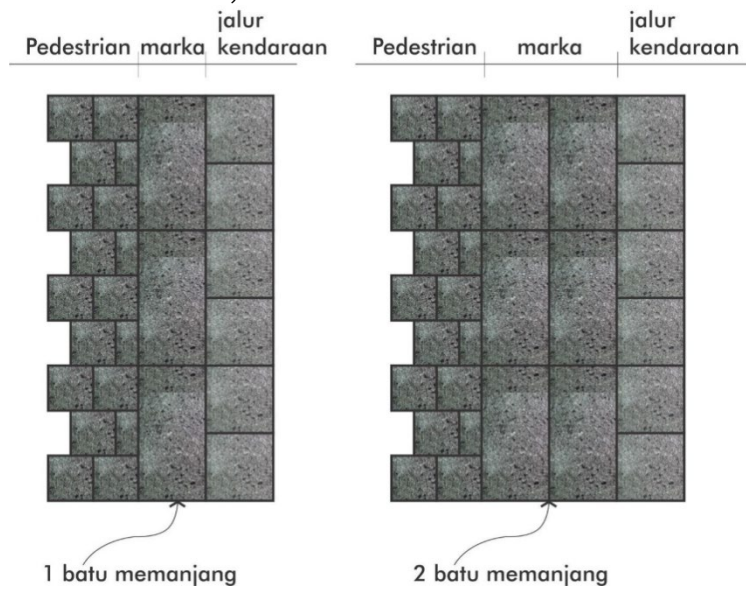 jalur
Pedestrian marka kendaraan
jalur
Pedestrian marka kendaraan
1 batu memanjang
2 batu memanjang